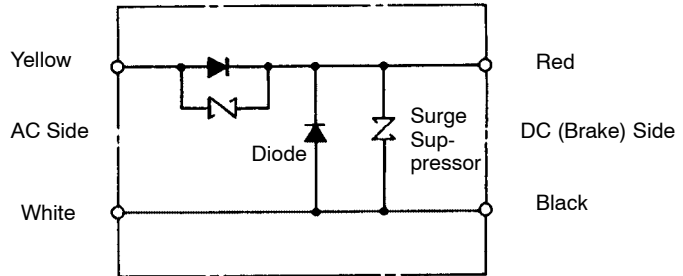 Yellow
Red
AC Side
Diode
Surge
Sup-
pressor
DC (Brake) Side
White
Black